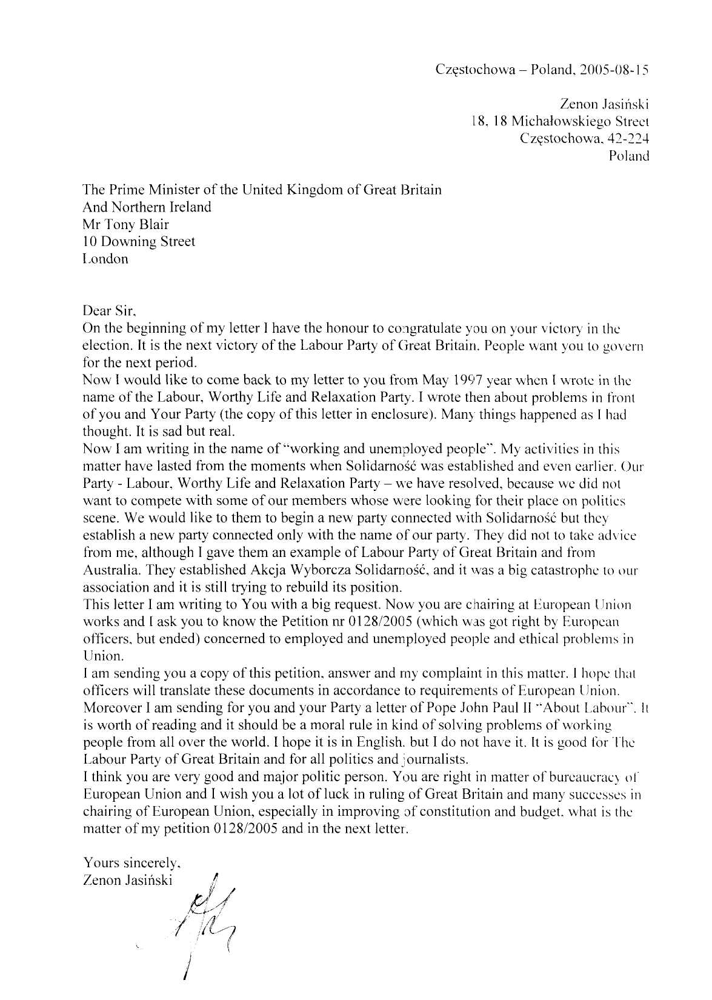 Częstochowa – Poland, 2005-08-15
Zenon Jasiński
18, 18 Michałowskiego Street
Częstochowa, 42-224
Poland
The Prime Minister of the United Kingdom of Great Britain
And Northern Ireland
Mr Tony Blair
10 Downing Street
London
Dear Sir,
On the beginning of my letter I have the honour to congratulate you on your victory in the
election. It is the next victory of the Labour Party of Great Britain. People want you to govern
for the next period.
Now I would like to come back to my letter to you from May 1997 year when I wrote in the
name of the Labour, Worthy Life and Relaxation Party. I wrote then about problems in front
of you and Your Party (the copy of this letter in enclosure). Many things happened as I had
thought. It is sad but real.
Now I am writing in the name of “working and unemployed people”. My activities in this
matter have lasted from the moments when Solidarność was established and even earlier. Our
Party - Labour, Worthy Life and Relaxation Party – we have resolved, because we did not
want to compete with some of our members whose were looking for their place on politics
scene. We would like to them to begin a new party connected with Solidarność but they
establish a new party connected only with the name of our party. They did not to take advice
from me, although I gave them an example of Labour Party of Great Britain and from
Australia. They established Akcja Wyborcza Solidarność, and it was a big catastrophe to our
association and it is still trying to rebuild its position.
This letter I am writing to You with a big request. Now you are chairing at European Union
works and I ask you to know the Petition nr 0128/2005 (which was got right by European
officers, but ended) concerned to employed and unemployed people and ethical problems in
Union.
I am sending you a copy of this petition, answer and my complaint in this matter. I hope that
officers will translate these documents in accordance to requirements of European Union.
Moreover I am sending for you and your Party a letter of Pope John Paul II “About Labour”. It
is worth of reading and it should be a moral rule in kind of solving problems of working
people from all over the world. I hope it is in English, but I do not have it. It is good for The
Labour Party of Great Britain and for all politics and journalists.
I think you are very good and major politic person. You are right in matter of bureaucracy of
European Union and I wish you a lot of luck in ruling of Great Britain and many successes in
chairing of European Union, especially in improving of constitution and budget, what is the
matter of my petition 0128/2005 and in the next letter.
Yours sincerely,
Zenon Jasiński